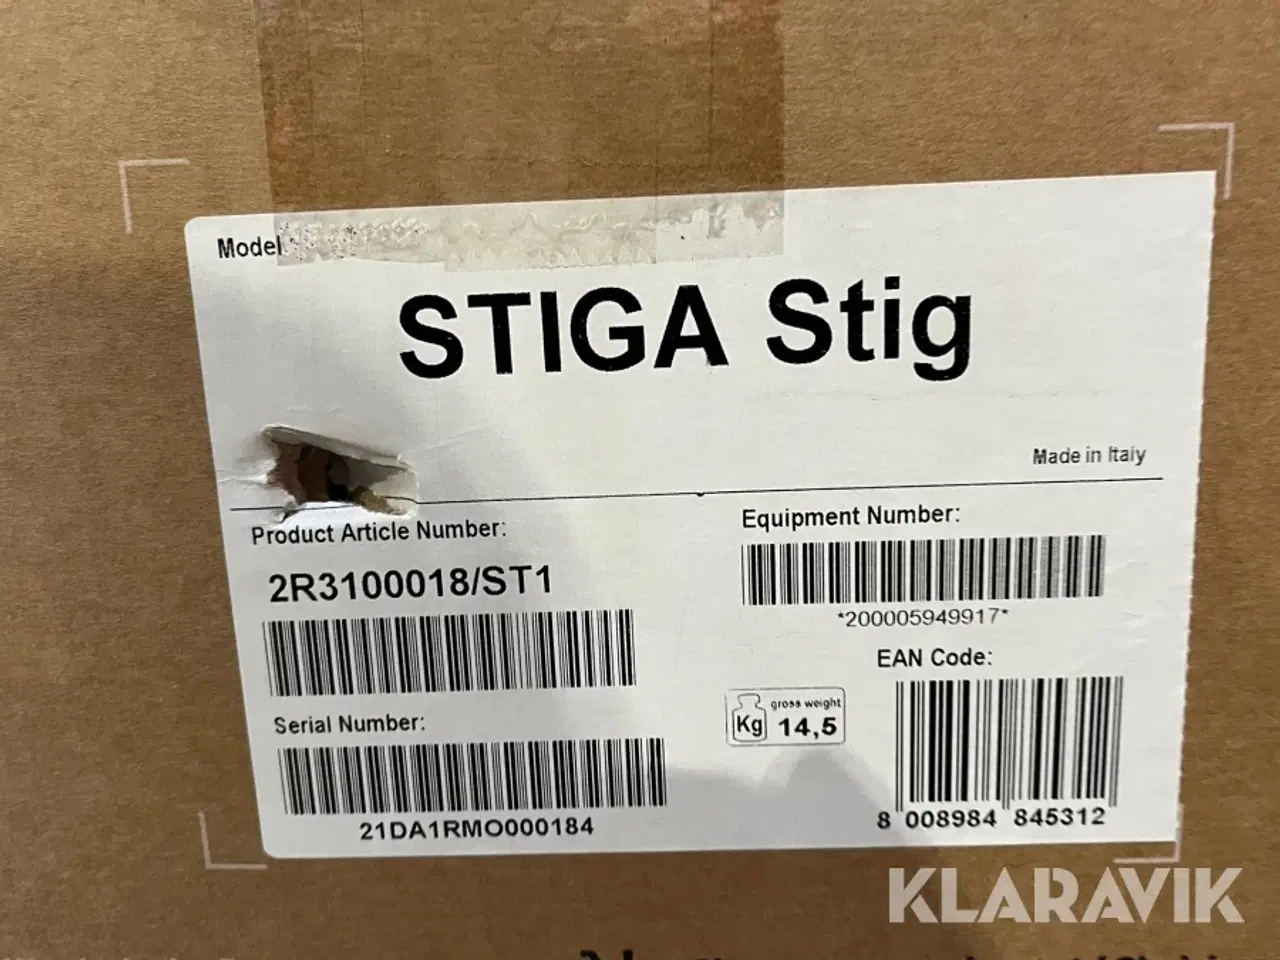 Model
STIGA Stig
Made in Italy
Product Article Number:
2R3100018/ST1
Equipment Number:
*200005949917*
EAN Code:
Serial Number:
gross weight
Kg 14,5
21DA1RMO000184
8 008984 845312
KLARAVIK